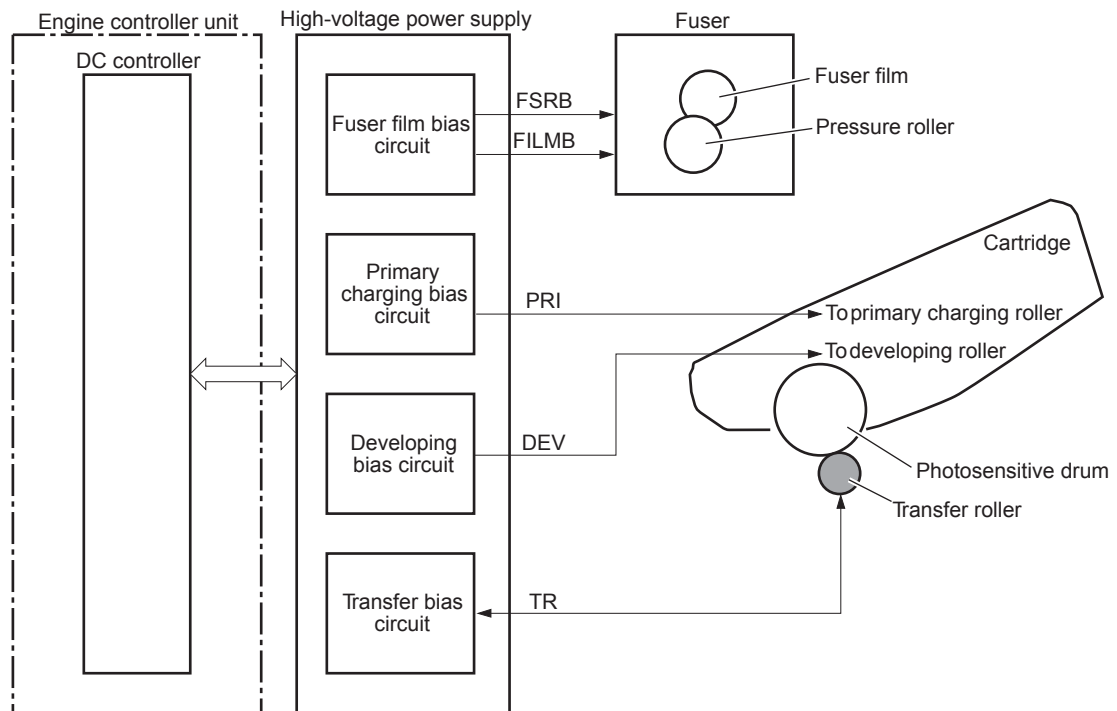 Engine controller unit
High-voltage power supply
Fuser
DC controller
Fuser film bias
circuit
FSRB
FILMB
Fuser film
Pressure roller
Primary
charging bias
circuit
PRI
Cartridge
To primary charging roller
To developing roller
Developing
bias circuit
DEV
Photosensitive drum
Transfer roller
Transfer bias
circuit
TR